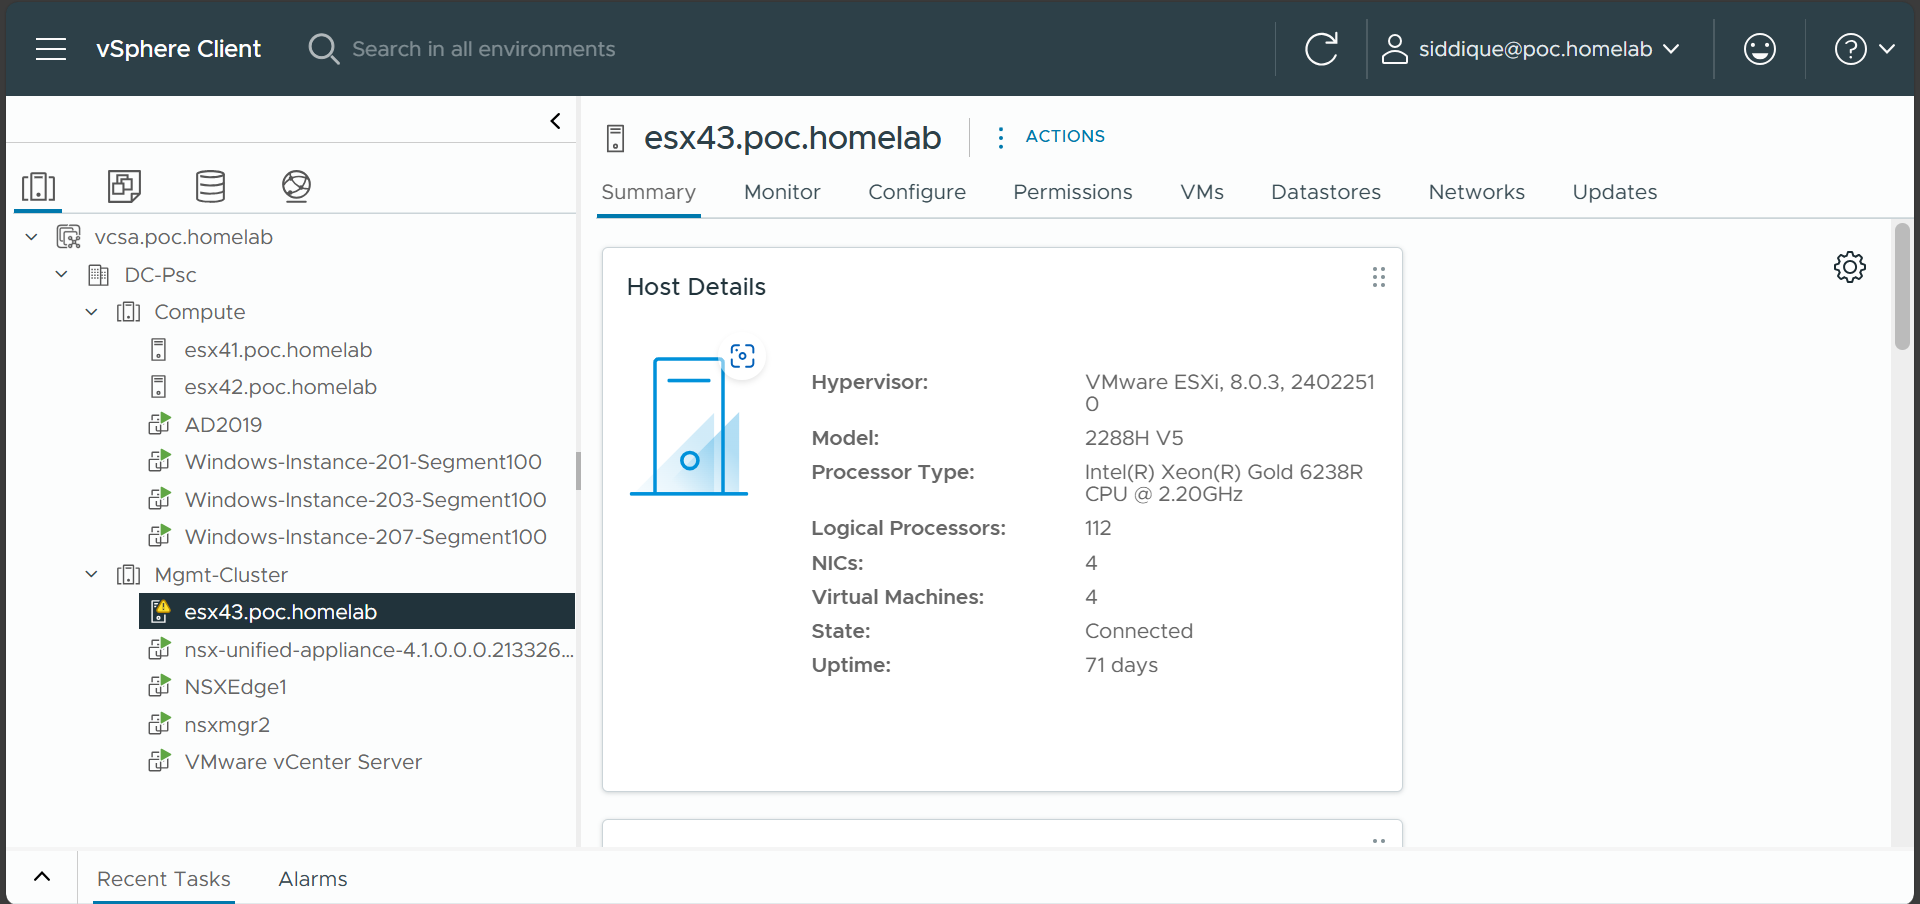 vSphere Client
Search in all environments
siddique@poc.homelab
vcsa.poc.homelab
DC-Psc
Compute
esx41.poc.homelab
esx42.poc.homelab
AD2019
Windows-Instance-201-Segment100
Windows-Instance-203-Segment100
Windows-Instance-207-Segment100
Mgmt-Cluster
esx43.poc.homelab
nsx-unified-appliance-4.1.0.0.0.213326...
NSXEdge1
nsxmgr2
VMware vCenter Server
esx43.poc.homelab
ACTIONS
Summary
Monitor
Configure
Permissions
VMs
Datastores
Networks
Updates
Host Details
Hypervisor:
VMware ESXi, 8.0.3, 2402251
0
Model:
2288H V5
Processor Type:
Intel(R) Xeon(R) Gold 6238R
CPU @ 2.20GHz
Logical Processors:
112
NICs:
4
Virtual Machines:
4
State:
Connected
Uptime:
71 days
Recent Tasks
Alarms